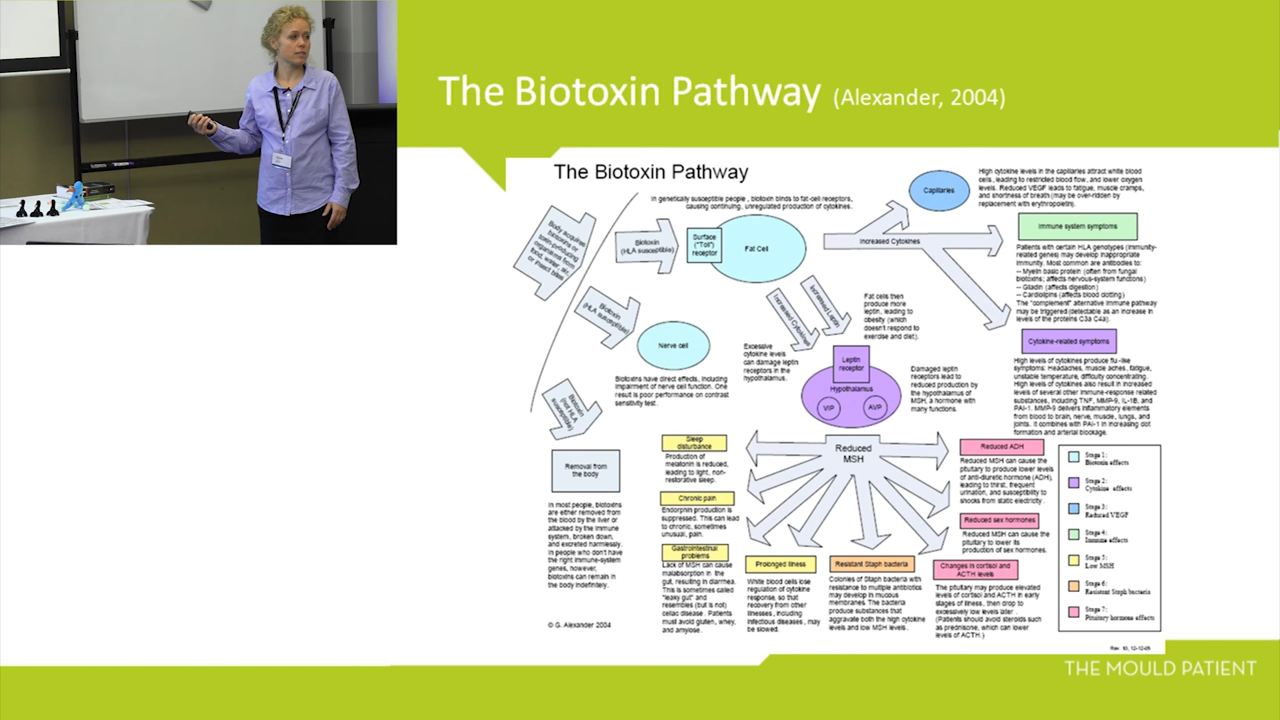 The Biotoxin Pathway (Alexander, 2004)
The Biotoxin Pathway
Body acquires
biotoxins or
toxin-producing
organisms from
food, water, air,
or insect bites
In genetically susceptible people, biotoxin binds to fat-cell receptors,
causing continuing, unregulated production of cytokines.
Biotoxin
(HLA susceptible)
Surface
("Toll")
receptor
Fat Cell
Increased Cytokines
Capillaries
High cytokine levels in the capillaries attract white blood
cells, leading to restricted blood flow, and lower oxygen
levels. Reduced VEGF leads to fatigue, muscle cramps,
and shortness of breath (may be over-ridden by
replacement with erythropoietin).
Immune system symptoms
Patients with certain HLA genotypes (immunity-
related genes) may develop inappropriate
immunity. Most common are antibodies to:
-- Myelin basic protein (often from fungal
biotoxins; affects nervous-system functions)
-- Gliadin (affects digestion)
-- Cardiolipins (affects blood clotting)
The "complement" alternative immune pathway
may be triggered (detectable as an increase in
levels of the proteins C3a C4a).
Biotoxin
(HLA susceptible)
Nerve cell
Biotoxins have direct effects, including
impairment of nerve cell function. One
result is poor performance on contrast
sensitivity test.
Increased Cytokines
Increased Leptin
Fat cells then
produce more
leptin, leading to
obesity (which
doesn't respond to
exercise and diet).
Excessive
cytokine levels
can damage leptin
receptors in the
hypothalamus.
Leptin
receptor
Hypothalamus
VIP
AVP
Damaged leptin
receptors lead to
reduced production by
the hypothalamus of
MSH, a hormone with
many functions.
Cytokine-related symptoms
High levels of cytokines produce flu-like
symptoms: Headaches, muscle aches, fatigue,
unstable temperature, difficulty concentrating.
High levels of cytokines also result in increased
levels of several other immune-response related
substances, including TNF, MMP-9, IL-1B, and
PAI-1. MMP-9 delivers inflammatory elements
from blood to brain, nerve, muscle, lungs, and
joints. It combines with PAI-1 in increasing clot
formation and arterial blockage.
Biotoxin
(not HLA
susceptible)
Removal from
the body
In most people, biotoxins
are either removed from
the blood by the liver or
attacked by the immune
system, broken down,
and excreted harmlessly.
In people who don't have
the right immune-system
genes, however,
biotoxins can remain in
the body indefinitely.
© G. Alexander 2004
Reduced
MSH
Sleep
disturbance
Production of
melatonin is reduced,
leading to light, non-
restorative sleep.
Chronic pain
Endorphin production is
suppressed. This can lead
to chronic, sometimes
unusual, pain.
Gastrointestinal
problems
Lack of MSH can cause
malabsorption in the
gut, resulting in diarrhea.
This is sometimes called
"leaky gut" and
resembles (but is not)
celiac disease. Patients
must avoid gluten, whey,
and amylose.
Prolonged Illness
White blood cells lose
regulation of cytokine
response, so that
recovery from other
illnesses, including
infectious diseases, may
be slowed.
Resistant Staph bacteria
Colonies of Staph bacteria with
resistance to multiple antibiotics
may develop in mucous
membranes. The bacteria
produce substances that
aggravate both the high cytokine
levels and low MSH levels.
Reduced ADH
Reduced MSH can cause the
pituitary to produce lower levels
of anti-diuretic hormone (ADH),
leading to thirst, frequent
urination, and susceptibility to
shocks from static electricity.
Reduced sex hormones
Reduced MSH can cause the
pituitary to lower its
production of sex hormones.
Changes in cortisol and
ACTH levels
The pituitary may produce elevated
levels of cortisol and ACTH in early
stages of illness, then drop to
excessively low levels later.
(Patients should avoid steroids such
as prednisone, which can lower
levels of ACTH.)
Stage 1:
Biotoxin effects
Stage 2:
Cytokine effects
Stage 3:
Reduced VEGF
Stage 4:
Immune effects
Stage 5:
Low MSH
Stage 6:
Resistant Staph bacteria
Stage 7:
Pituitary hormone effects
THE MOULD PATIENT